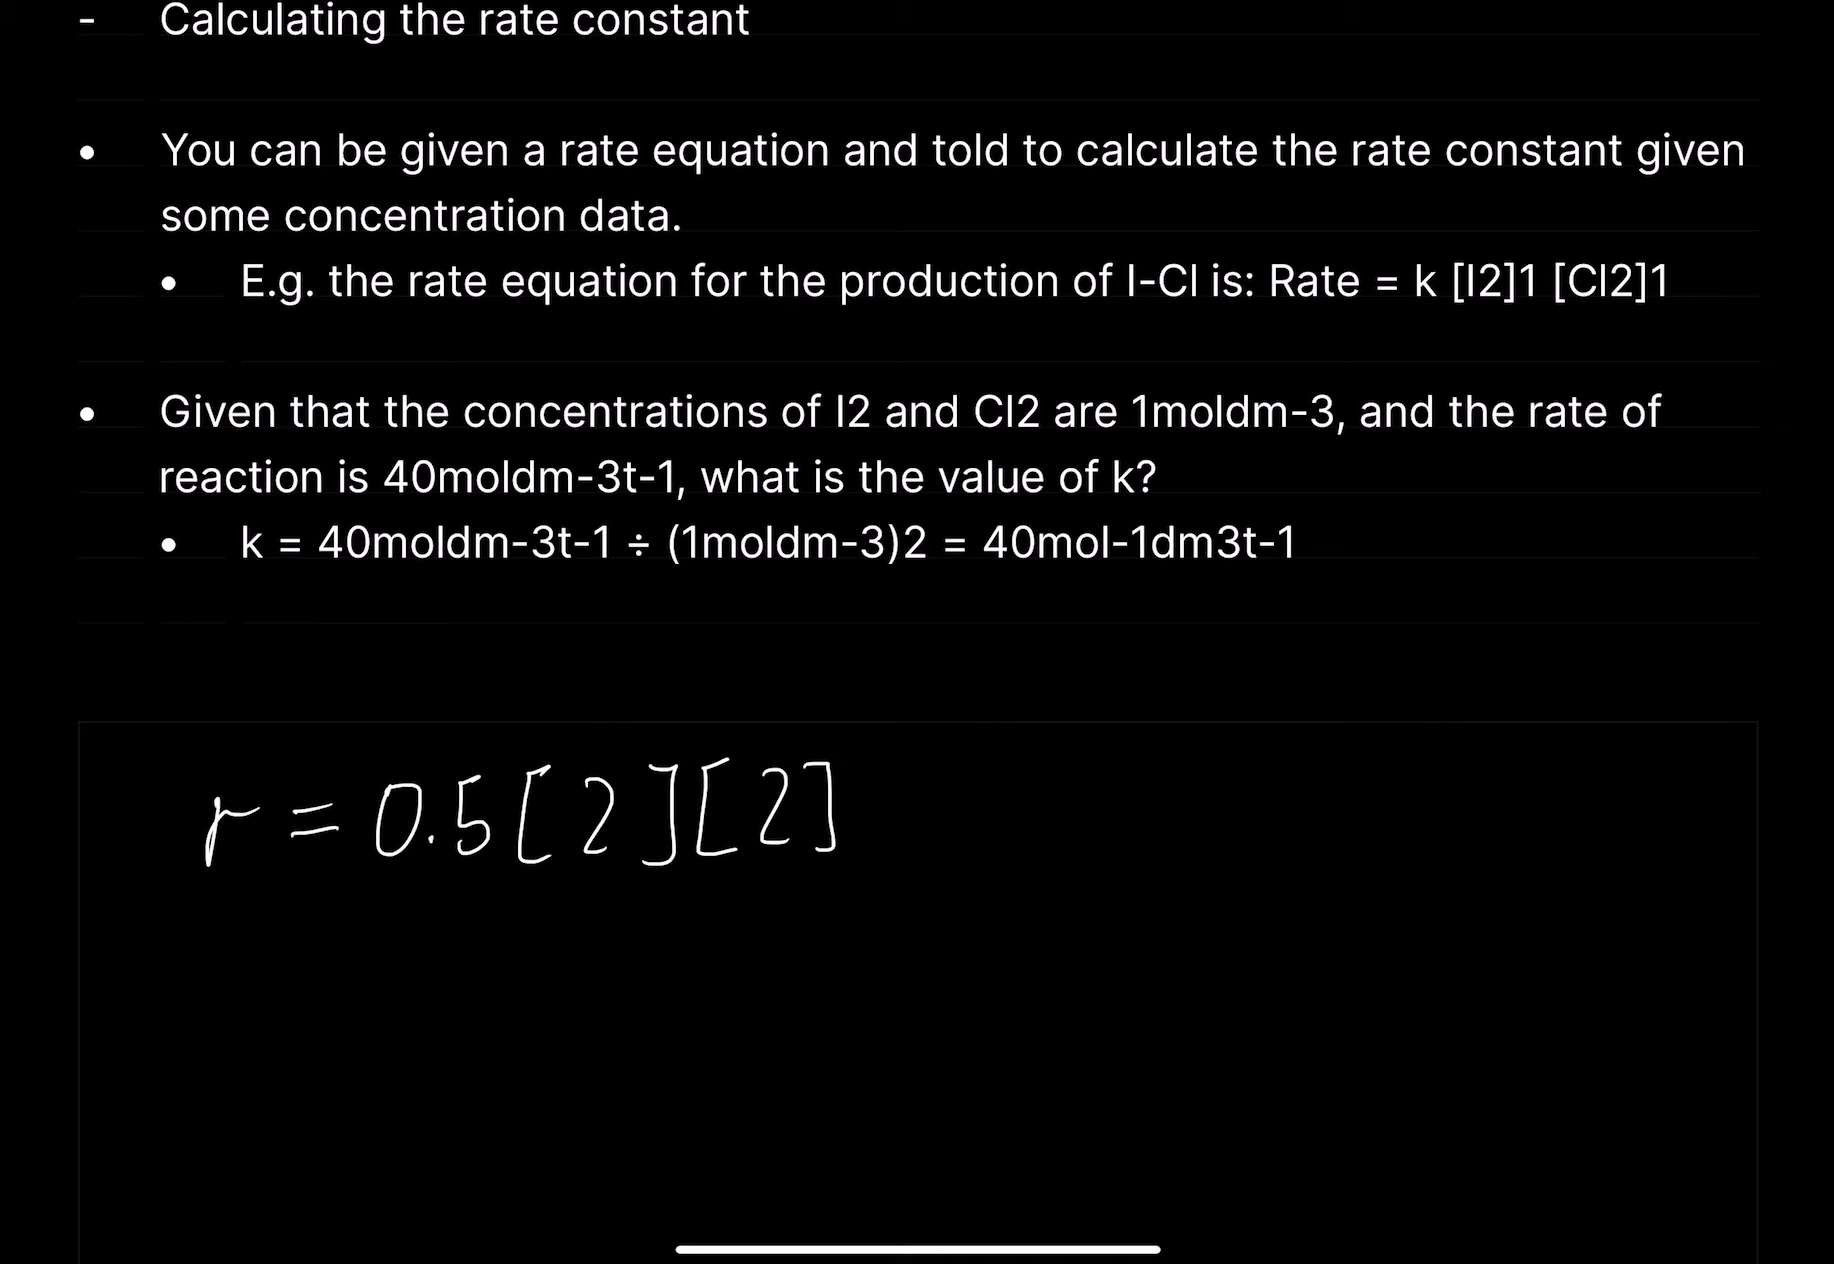 - Calculating the rate constant
• You can be given a rate equation and told to calculate the rate constant given
some concentration data.
• E.g. the rate equation for the production of I-Cl is: Rate = k [I2]1 [Cl2]1
• Given that the concentrations of I2 and Cl2 are 1moldm-3, and the rate of
reaction is 40moldm-3t-1, what is the value of k?
• k = 40moldm-3t-1 ÷ (1moldm-3)2 = 40mol-1dm3t-1
r = 0.5[2][2]